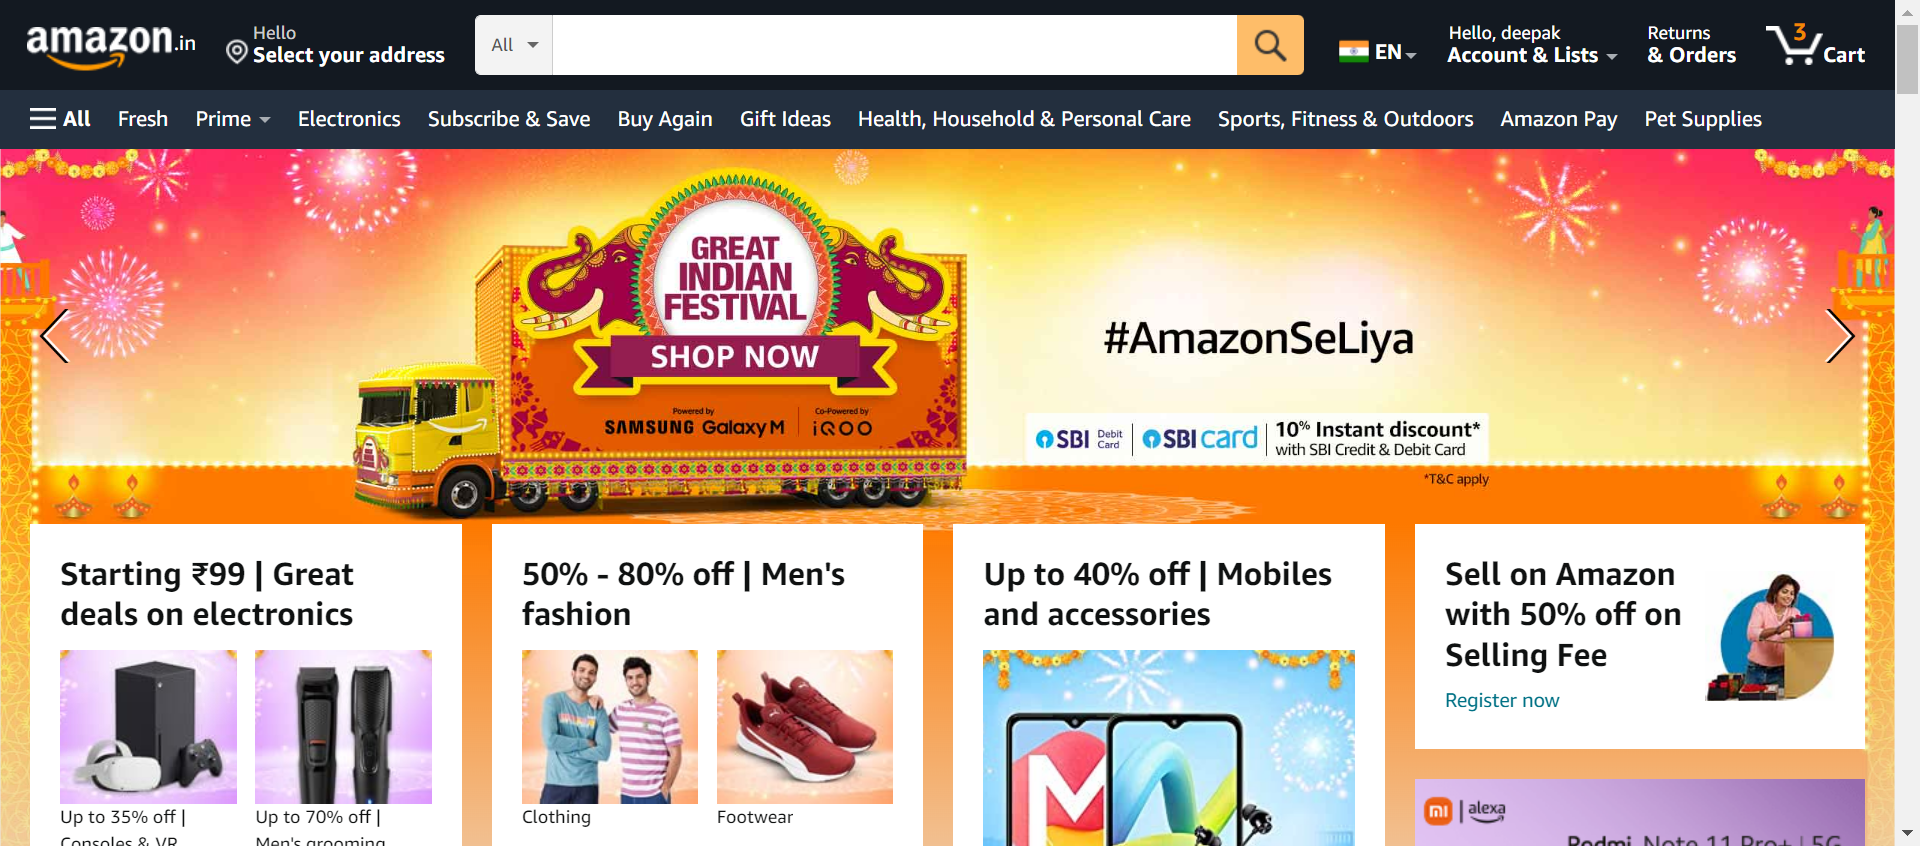 amazon.in
Hello
Select your address
All
EN
Hello, deepak
Account & Lists
Returns
& Orders
3
Cart
All
Fresh
Prime
Electronics
Subscribe & Save
Buy Again
Gift Ideas
Health, Household & Personal Care
Sports, Fitness & Outdoors
Amazon Pay
Pet Supplies
GREAT
INDIAN
FESTIVAL
SHOP NOW
Powered by
SAMSUNG Galaxy M
Co-Powered by
iQOO
#AmazonSeLiya
SBI Debit Card
SBI card
10% Instant discount*
with SBI Credit & Debit Card
*T&C apply
Starting ₹99 | Great
deals on electronics
Up to 35% off |
Consoles & VR
Up to 70% off |
Men's grooming
50% - 80% off | Men's
fashion
Clothing
Footwear
Up to 40% off | Mobiles
and accessories
Sell on Amazon
with 50% off on
Selling Fee
Register now
mi | alexa
Redmi Note 11 Pro+ | 5G